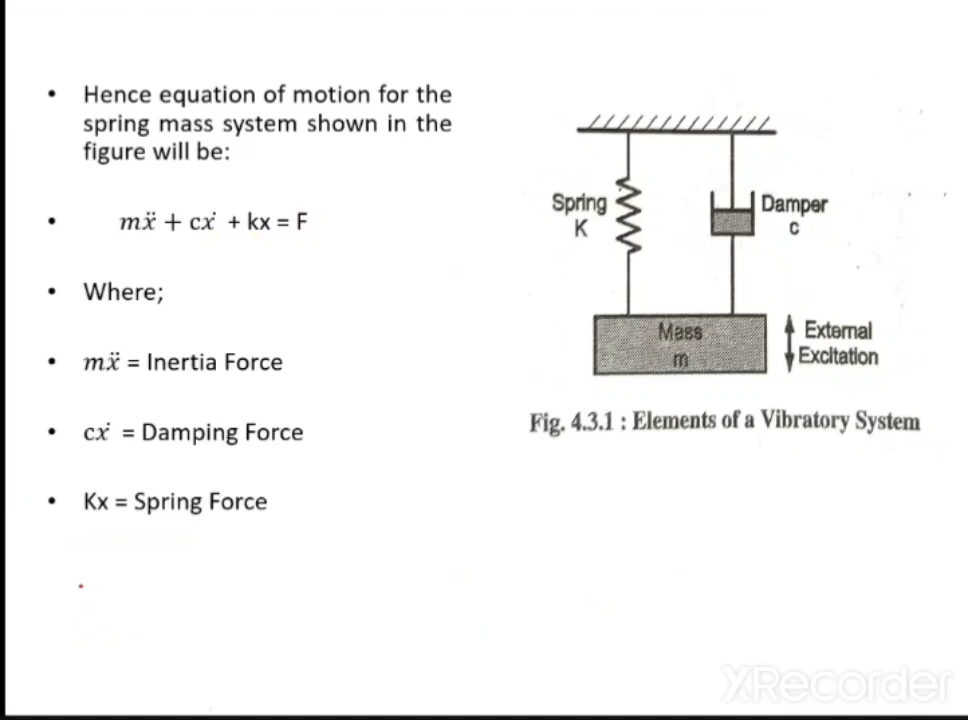 • Hence equation of motion for the
spring mass system shown in the
figure will be:
• mẍ + cẋ + kx = F
• Where;
• mẍ = Inertia Force
• cẋ = Damping Force
• Kx = Spring Force
Spring
K
Damper
c
Mass
m
External
Excitation
Fig. 4.3.1 : Elements of a Vibratory System
XRecorder